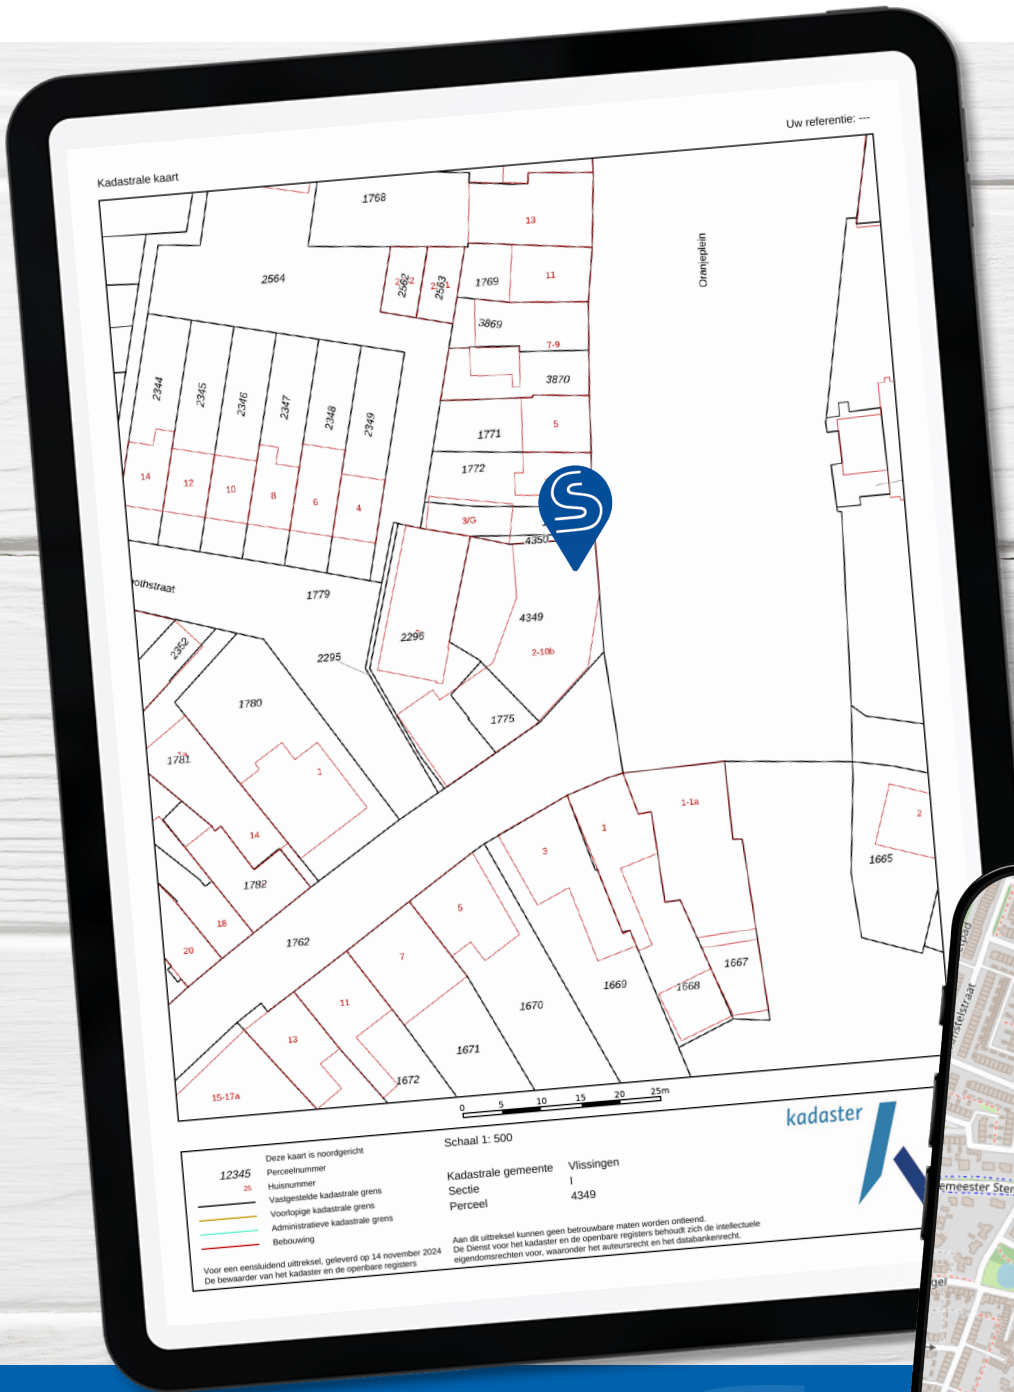 Uw referentie: ---
Kadastrale kaart
1768
13
Oranjeplein
2564
2562
2563
1769
11
3869
7-9
3870
2344
2345
2346
2347
2348
2349
1771
5
1772
14
12
10
8
6
4
3/G
4350
1779
4349
2296
2-10b
2295
2352
1780
1775
1781
1a
1
1-1a
14
3
1
2
1665
1782
18
5
20
1762
7
1667
1669
1668
11
1670
13
1671
1672
15-17a
0 5 10 15 20 25m
Schaal 1: 500
kadaster
Deze kaart is noordgericht
12345 Perceelnummer
25 Huisnummer
Vastgestelde kadastrale grens
Voorlopige kadastrale grens
Administratieve kadastrale grens
Bebouwing
Kadastrale gemeente Vlissingen
Sectie I
Perceel 4349
Voor een eensluidend uittreksel, geleverd op 14 november 2024
De bewaarder van het kadaster en de openbare registers
Aan dit uittreksel kunnen geen betrouwbare maten worden ontleend.
De Dienst voor het kadaster en de openbare registers behoudt zich de intellectuele
eigendomsrechten voor, waaronder het auteursrecht en het databankenrecht.